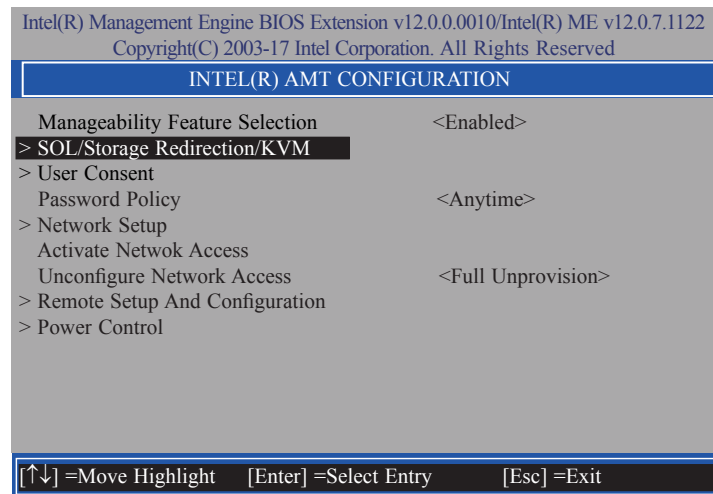 Intel(R) Management Engine BIOS Extension v12.0.0.0010/Intel(R) ME v12.0.7.1122
Copyright(C) 2003-17 Intel Corporation. All Rights Reserved
INTEL(R) AMT CONFIGURATION
Manageability Feature Selection <Enabled>
> SOL/Storage Redirection/KVM
> User Consent
Password Policy <Anytime>
> Network Setup
Activate Netwok Access
Unconfigure Network Access <Full Unprovision>
> Remote Setup And Configuration
> Power Control
[↑↓] =Move Highlight [Enter] =Select Entry [Esc] =Exit